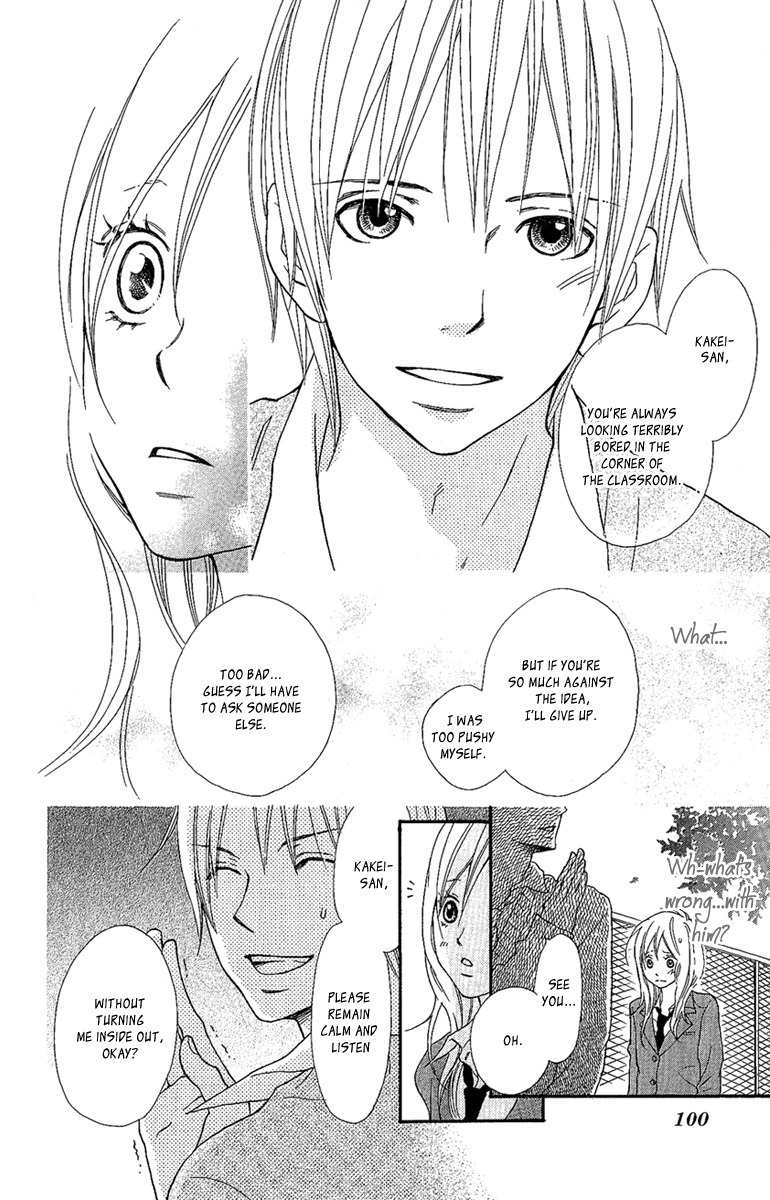 KAKEI-
SAN,
YOU'RE ALWAYS
LOOKING TERRIBLY
BORED IN THE
CORNER OF
THE CLASSROOM.
What...
BUT IF YOU'RE
SO MUCH AGAINST
THE IDEA,
I'LL GIVE UP.
I WAS
TOO PUSHY
MYSELF.
TOO BAD...
GUESS I'LL HAVE
TO ASK SOMEONE
ELSE.
Wh-what's
wrong...with
him?
SEE
YOU...
OH.
KAKEI-
SAN,
PLEASE
REMAIN
CALM AND
LISTEN
WITHOUT
TURNING
ME INSIDE OUT,
OKAY?
100